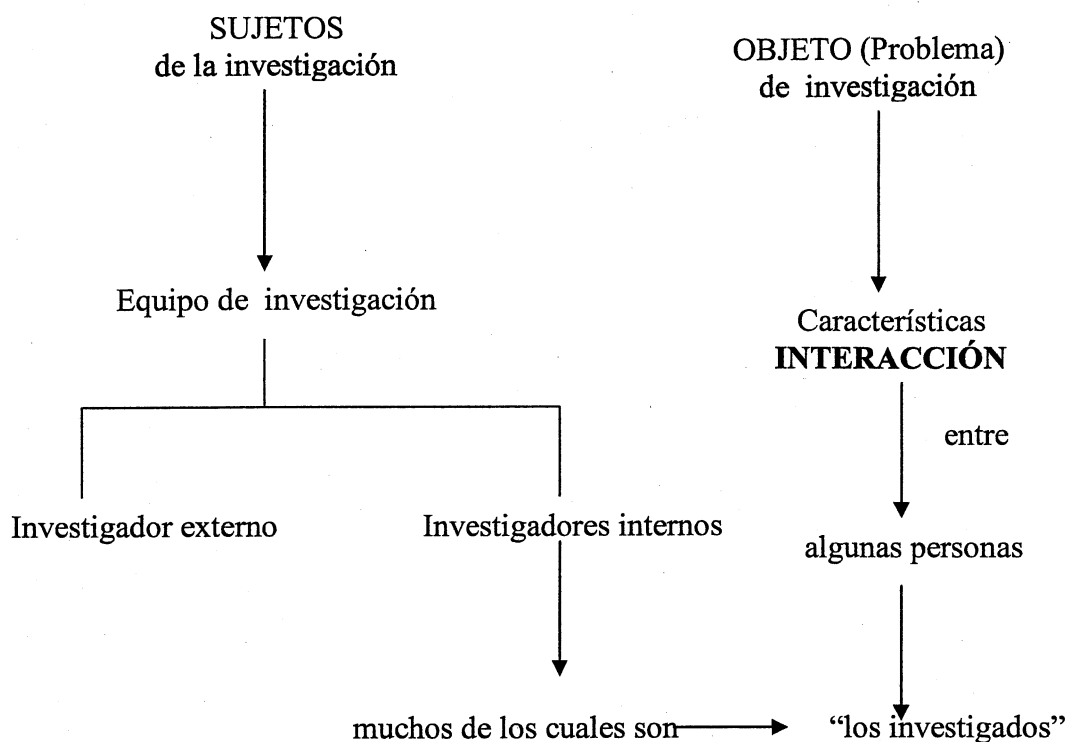 SUJETOS
de la investigación
Equipo de investigación
Investigador externo
Investigadores internos
muchos de los cuales son
OBJETO (Problema)
de investigación
Características
INTERACCIÓN
entre
algunas personas
“los investigados”